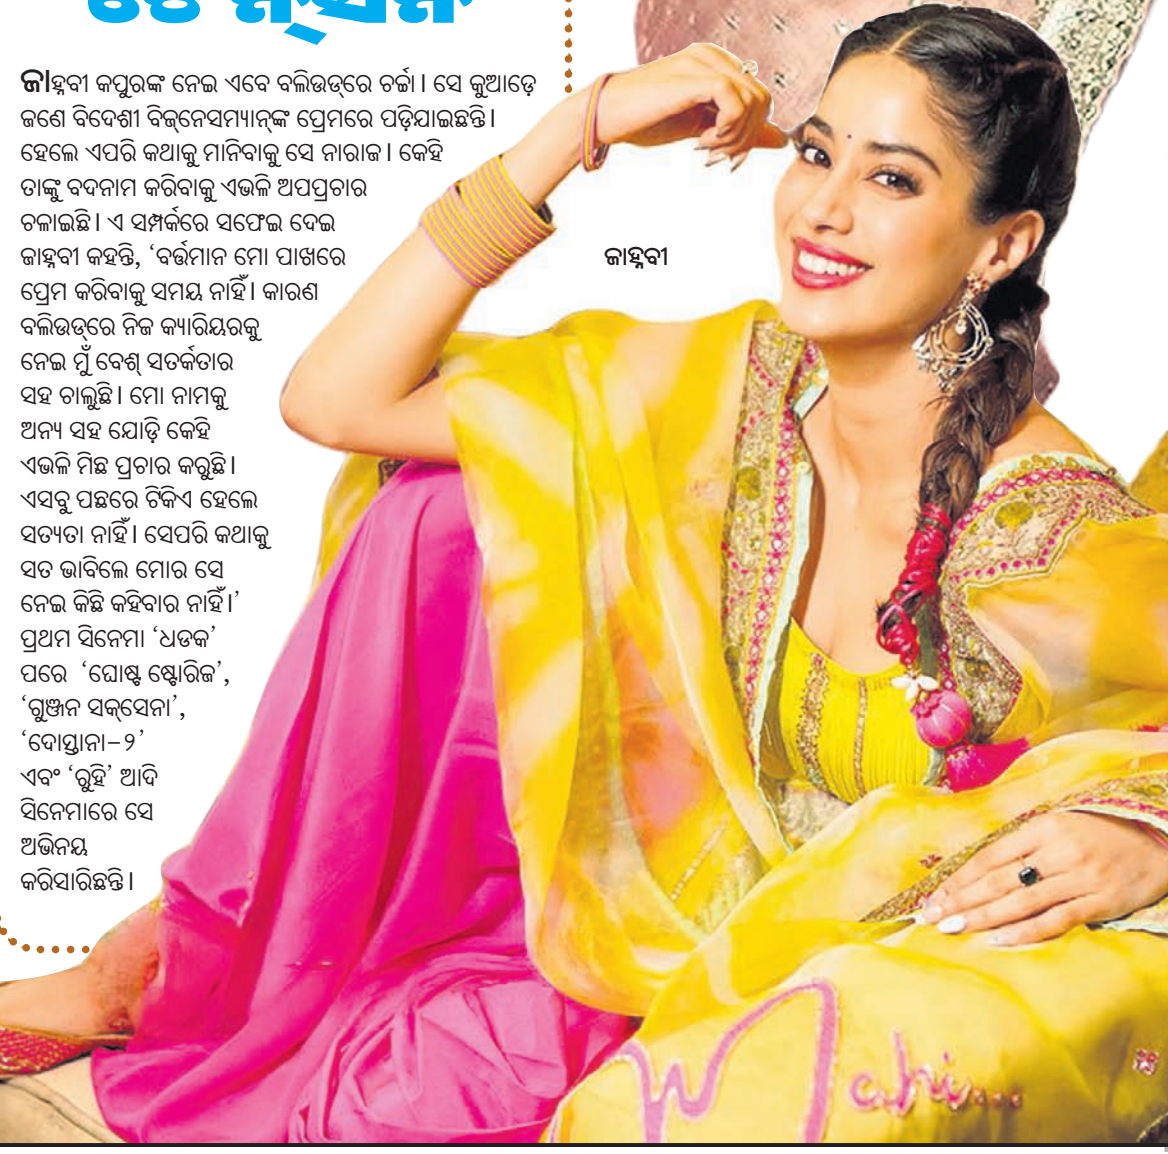 ଜାହ୍ନବୀ କପୁରଙ୍କ ନେଇ ଏବେ ବଲିଉଡ୍‌ରେ ଚର୍ଚ୍ଚା । ସେ କୁଆଡ଼େ
ଜଣେ ବିଦେଶୀ ବିଜ୍‌ନେସମ୍ୟାନ୍‌ଙ୍କ ପ୍ରେମରେ ପଡ଼ିଯାଇଛନ୍ତି ।
ହେଲେ ଏପରି କଥାକୁ ମାନିବାକୁ ସେ ନାରାଜ । କେହି
ତାଙ୍କୁ ବଦନାମ କରିବାକୁ ଏଭଳି ଅପପ୍ରଚାର
ଚଳାଇଛି । ଏ ସମ୍ପର୍କରେ ସଫେଇ ଦେଇ
ଜାହ୍ନବୀ କହନ୍ତି, ‘ବର୍ତ୍ତମାନ ମୋ ପାଖରେ
ପ୍ରେମ କରିବାକୁ ସମୟ ନାହିଁ । କାରଣ
ବଲିଉଡ୍‌ରେ ନିଜ କ୍ୟାରିୟରକୁ
ନେଇ ମୁଁ ବେଶ୍ ସତର୍କତାର
ସହ ଚାଲୁଛି । ମୋ ନାମକୁ
ଅନ୍ୟ ସହ ଯୋଡ଼ି କେହି
ଏଭଳି ମିଛ ପ୍ରଚାର କରୁଛି ।
ଏସବୁ ପଛରେ ଟିକିଏ ହେଲେ
ସତ୍ୟତା ନାହିଁ । ସେପରି କଥାକୁ
ସତ ଭାବିଲେ ମୋର ସେ
ନେଇ କିଛି କହିବାର ନାହିଁ ।’
ପ୍ରଥମ ସିନେମା ‘ଧଡକ’
ପରେ ‘ଘୋଷ୍ଟ ଷ୍ଟୋରିଜ’,
‘ଗୁଞ୍ଜନ ସକ୍‌ସେନା’,
‘ଦୋସ୍ତାନା–୨’
ଏବଂ ‘ରୁହି’ ଆଦି
ସିନେମାରେ ସେ
ଅଭିନୟ
କରିସାରିଛନ୍ତି ।
ଜାହ୍ନବୀ
Mahi...